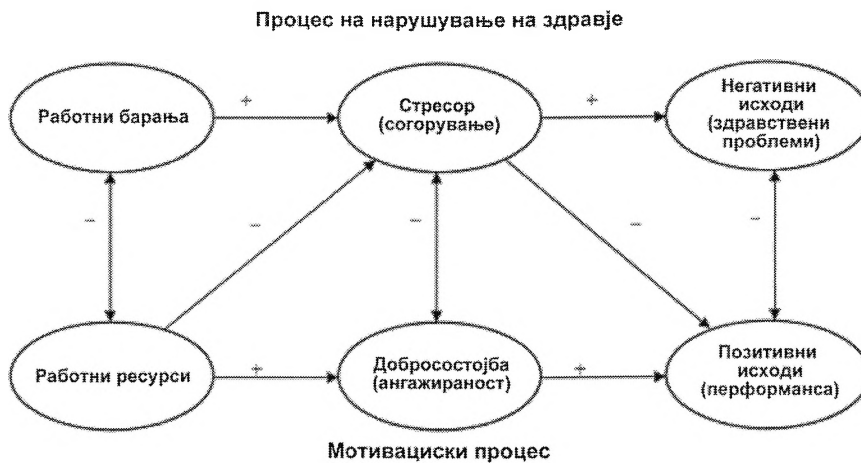 Процес на нарушување на здравје
Работни барања
+
Стресор
(согорување)
+
Негативни
исходи
(здравствени
проблеми)
–
–
–
–
–
Работни ресурси
+
Добросостојба
(ангажираност)
+
Позитивни
исходи
(перформанса)
Мотивациски процес